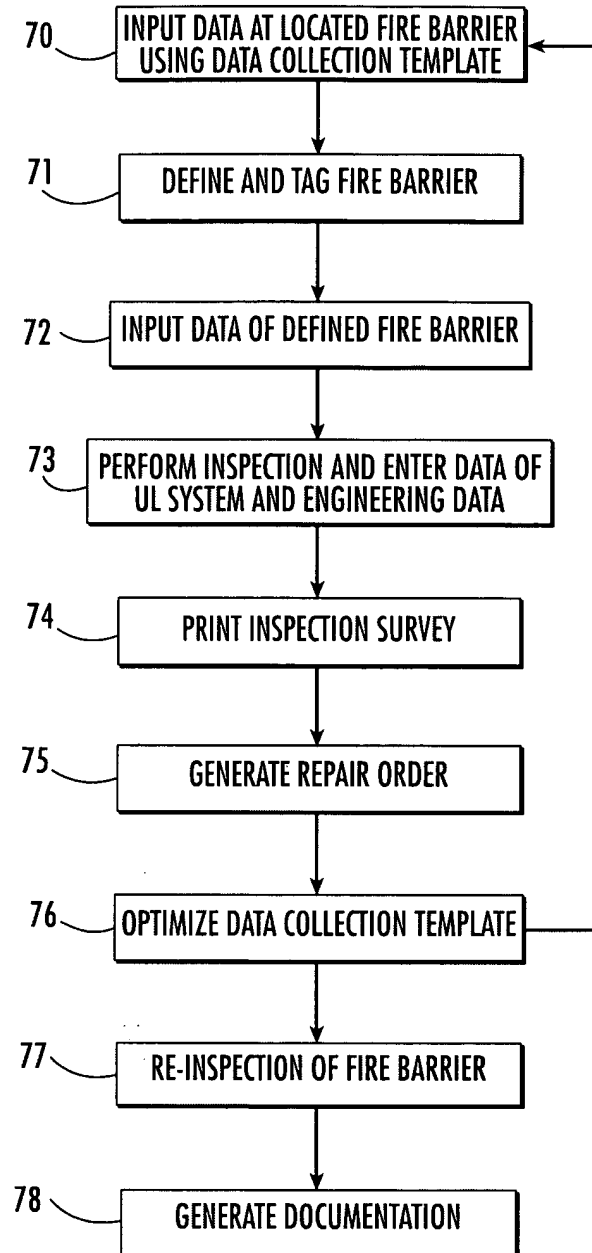 70
INPUT DATA AT LOCATED FIRE BARRIER
USING DATA COLLECTION TEMPLATE
71
DEFINE AND TAG FIRE BARRIER
72
INPUT DATA OF DEFINED FIRE BARRIER
73
PERFORM INSPECTION AND ENTER DATA OF
UL SYSTEM AND ENGINEERING DATA
74
PRINT INSPECTION SURVEY
75
GENERATE REPAIR ORDER
76
OPTIMIZE DATA COLLECTION TEMPLATE
77
RE-INSPECTION OF FIRE BARRIER
78
GENERATE DOCUMENTATION